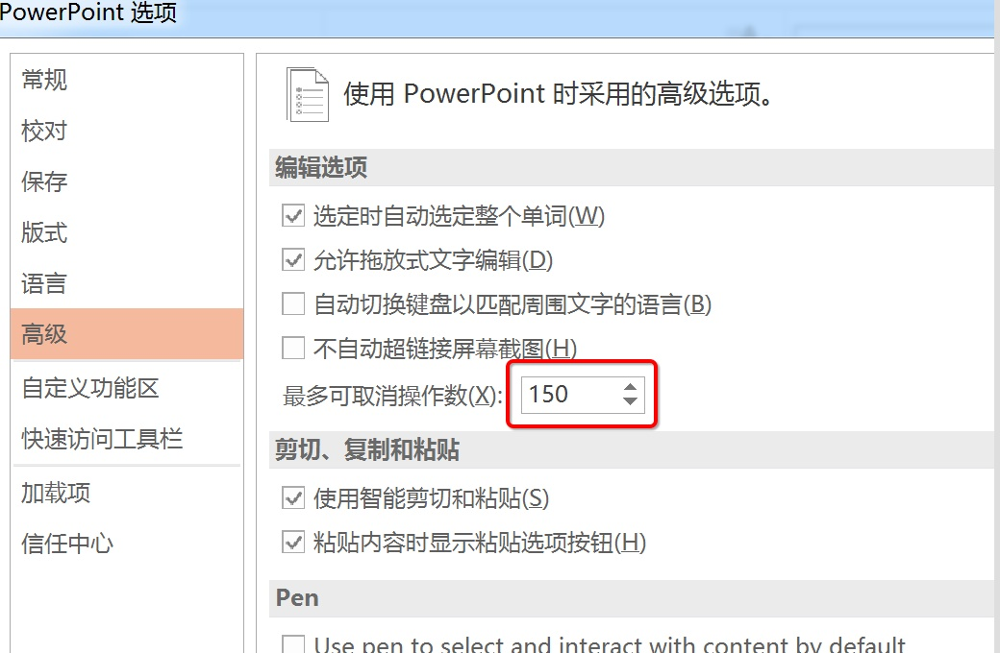 PowerPoint 选项
常规
校对
保存
版式
语言
高级
自定义功能区
快速访问工具栏
加载项
信任中心
使用 PowerPoint 时采用的高级选项。
编辑选项
选定时自动选定整个单词(W)
允许拖放式文字编辑(D)
自动切换键盘以匹配周围文字的语言(B)
不自动超链接屏幕截图(H)
最多可取消操作数(X): 150
剪切、复制和粘贴
使用智能剪切和粘贴(S)
粘贴内容时显示粘贴选项按钮(H)
Pen
Use pen to select and interact with content by default